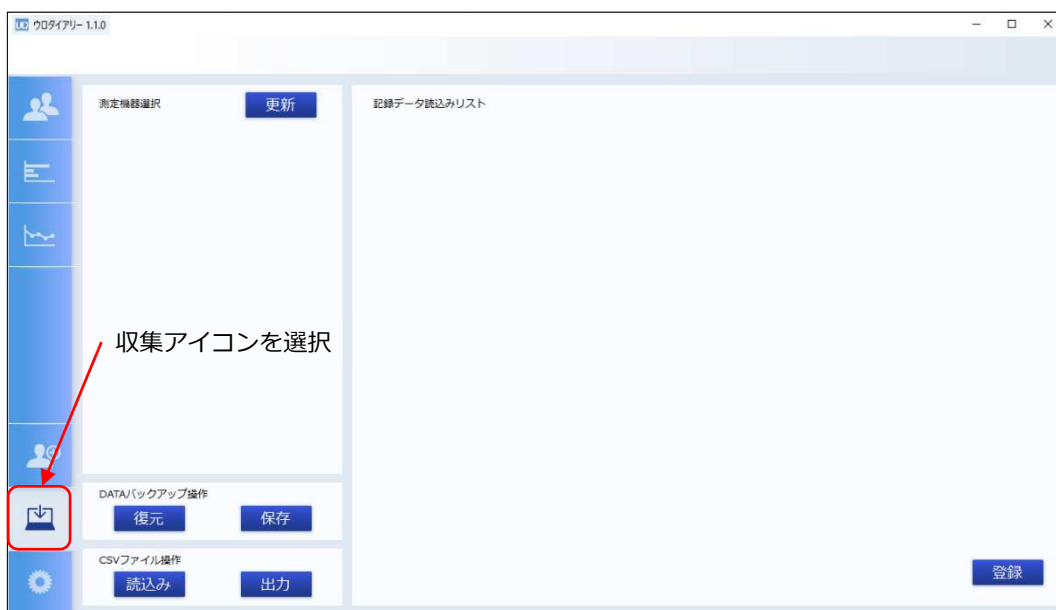 UD ウロダイアリー 1.1.0
測定機器選択
更新
記録データ読込みリスト
収集アイコンを選択
DATAバックアップ操作
復元
保存
CSVファイル操作
読込み
出力
登録